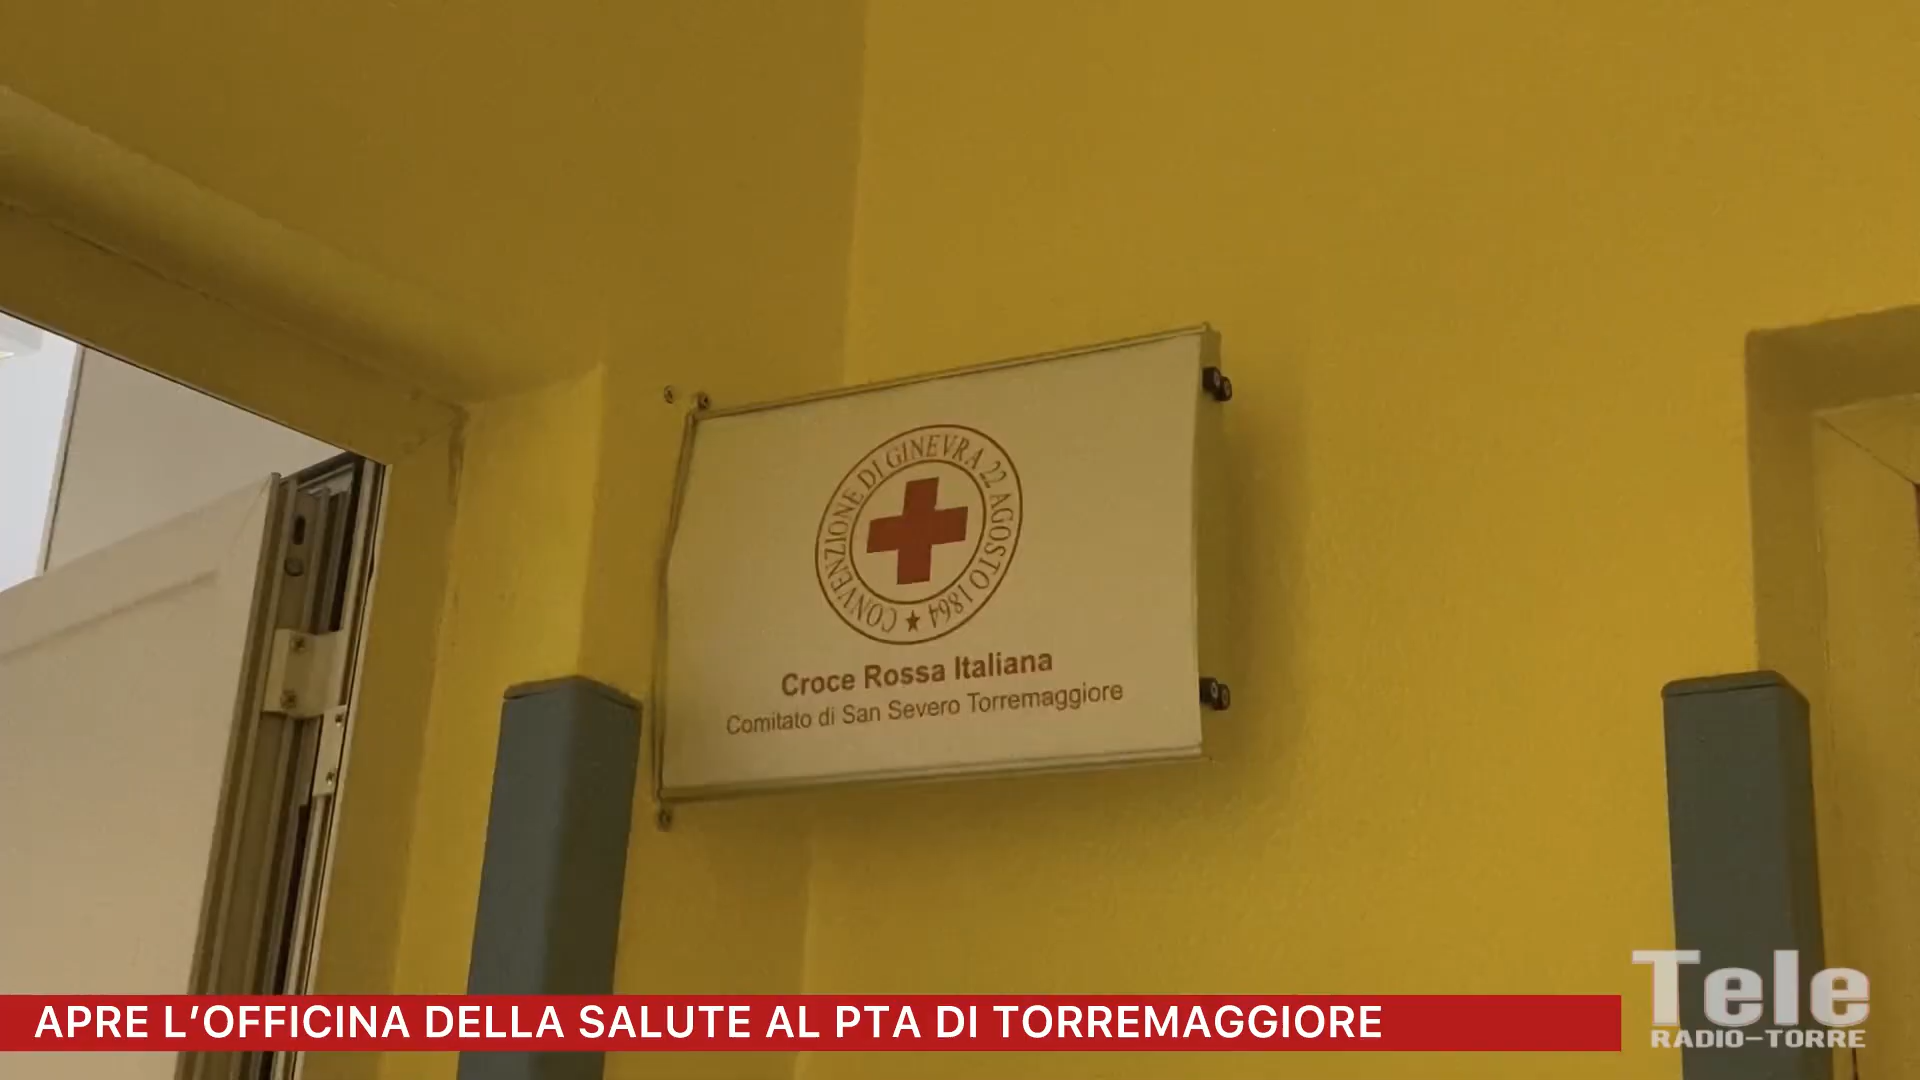 CONVENZIONE DI GINEVRA 22 AGOSTO 1864 ★
Croce Rossa Italiana
Comitato di San Severo Torremaggiore
APRE L’OFFICINA DELLA SALUTE AL PTA DI TORREMAGGIORE
Tele
RADIO-TORRE